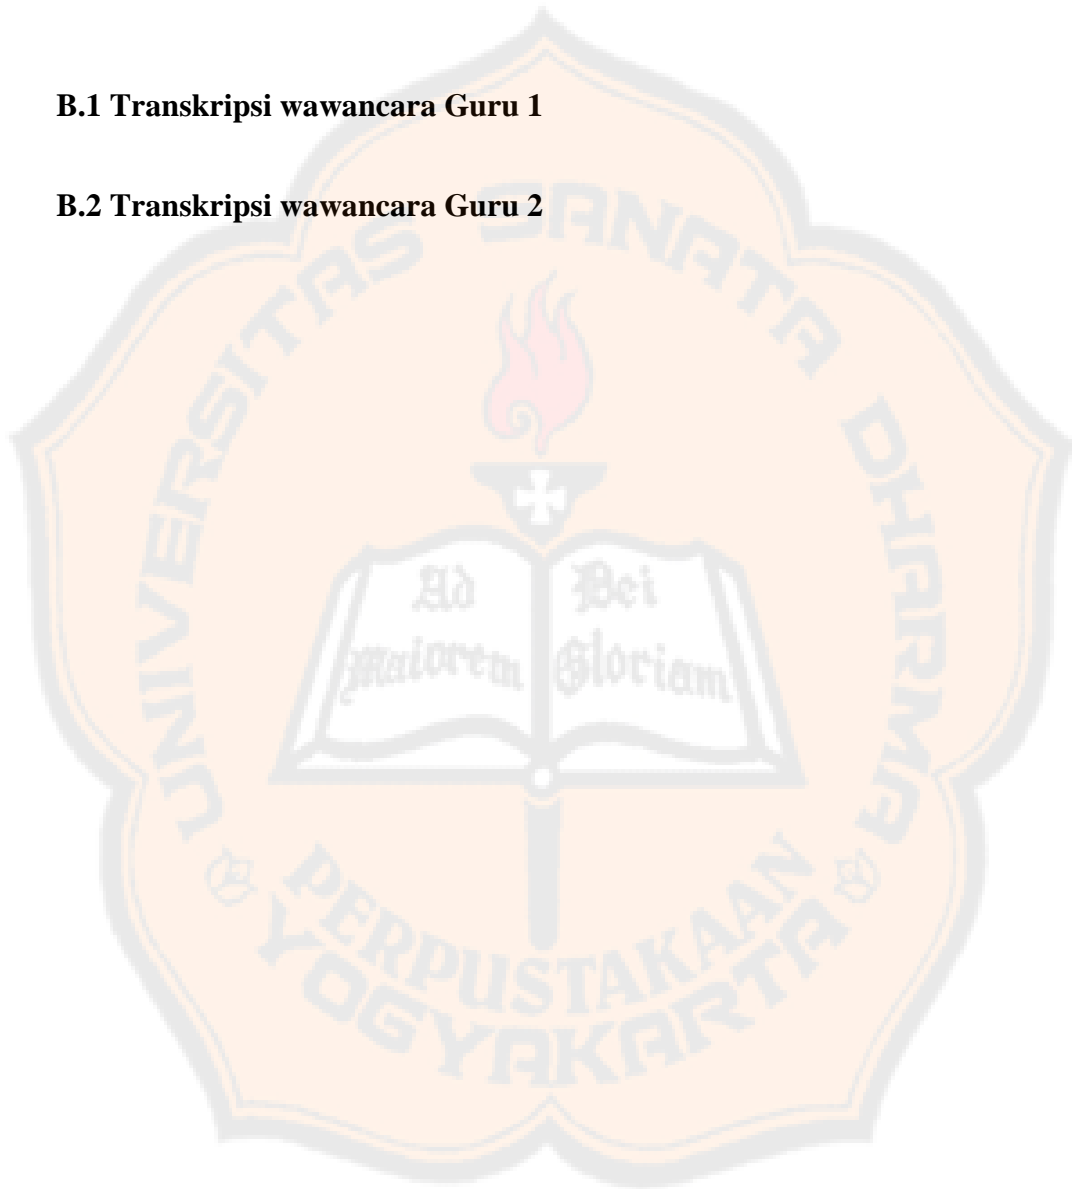 B.1 Transkripsi wawancara Guru 1
B.2 Transkripsi wawancara Guru 2
UNIVERSITAS SANATA DHARMA
Ad Dei
maiorem Gloriam
PERPUSTAKAAN
YOGYAKARTA